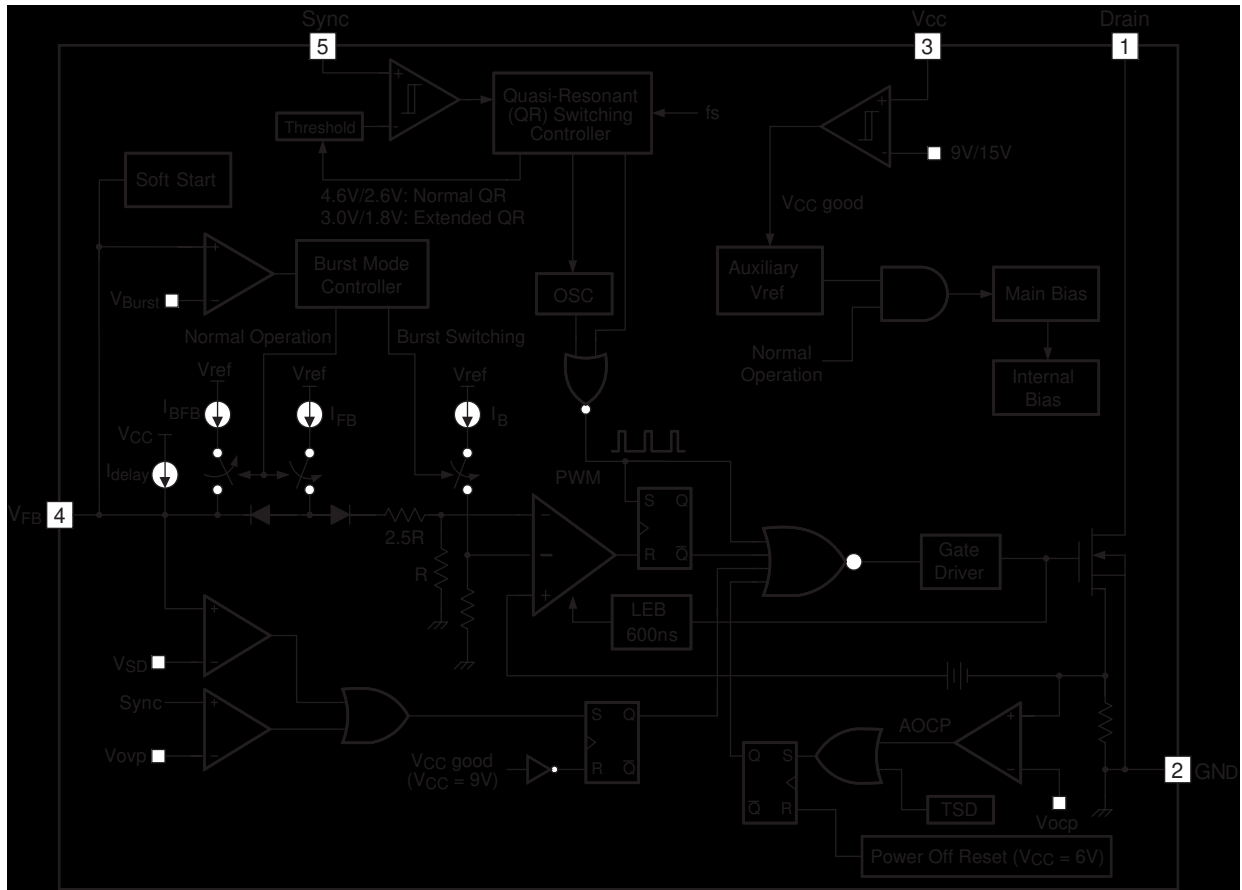 Sync
Vcc
Drain
5
3
1
Threshold
Quasi-Resonant
(QR) Switching
Controller
fs
9V/15V
Soft Start
4.6V/2.6V: Normal QR
3.0V/1.8V: Extended QR
VCC good
Burst Mode
Controller
VBurst
OSC
Auxiliary
Vref
Main Bias
Normal Operation
Burst Switching
Normal
Operation
Internal
Bias
Vref
Vref
Vref
IBFB
IFB
IB
VCC
Idelay
PWM
VFB
4
2.5R
R
S
Q
R
Q
Gate
Driver
LEB
600ns
VSD
Sync
Vovp
S
Q
R
Q
VCC good
(VCC = 9V)
AOCP
Q
S
Q
R
TSD
Vocp
2
GND
Power Off Reset (VCC = 6V)
+
-
+
-
+
−
−
−
+
+
−
+
−
+
−